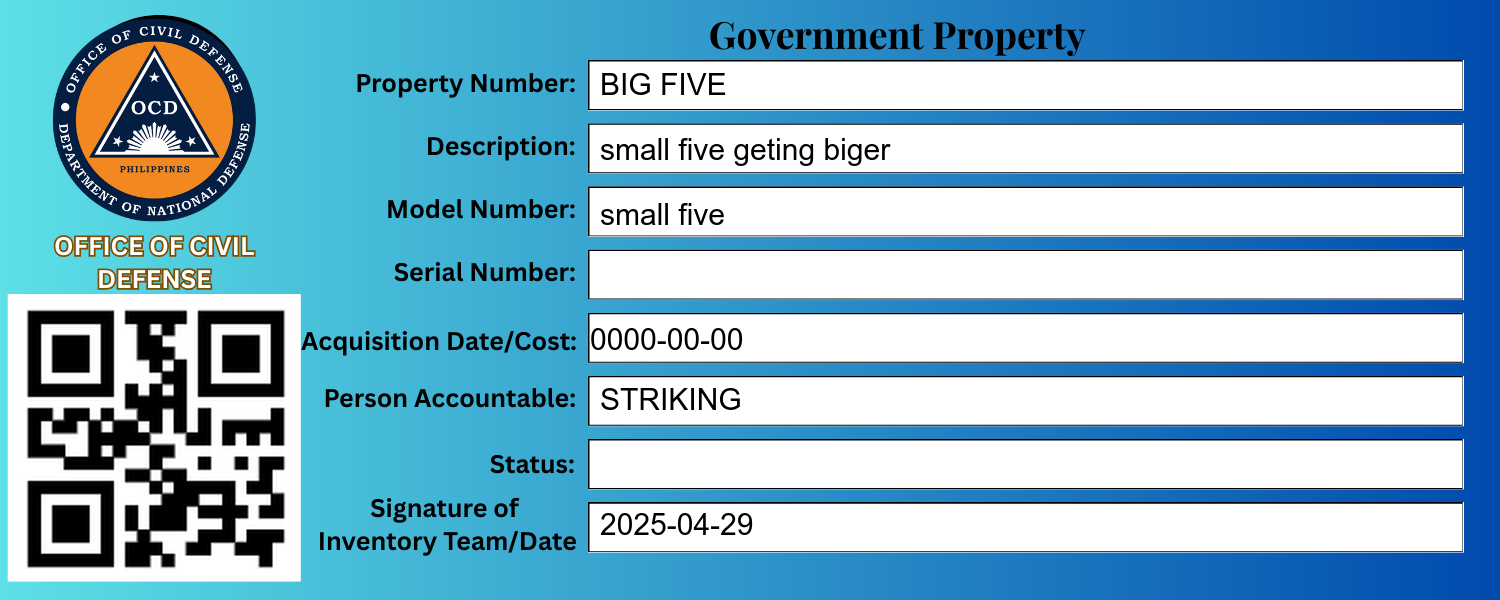 OFFICE OF CIVIL DEFENSE
DEPARTMENT OF NATIONAL DEFENSE
OCD
PHILIPPINES
OFFICE OF CIVIL
DEFENSE
Government Property
Property Number: BIG FIVE
Description: small five geting biger
Model Number: small five
Serial Number:
Acquisition Date/Cost: 0000-00-00
Person Accountable: STRIKING
Status:
Signature of
Inventory Team/Date 2025-04-29